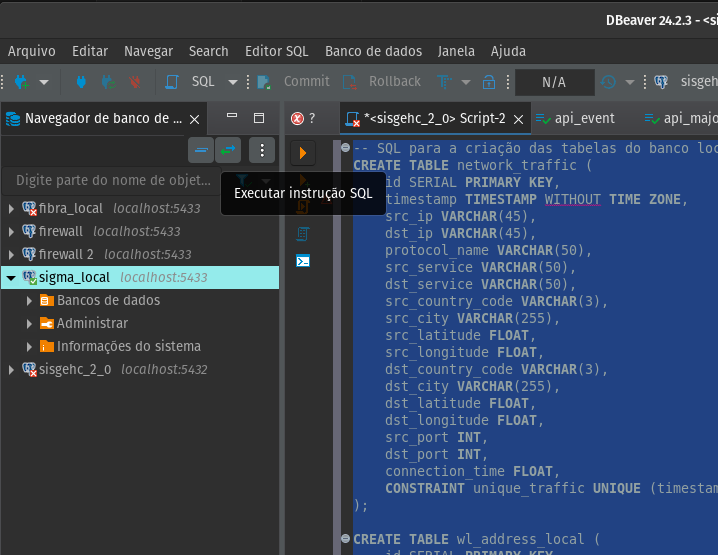 DBeaver 24.2.3 - <s
Arquivo Editar Navegar Search Editor SQL Banco de dados Janela Ajuda
SQL Commit Rollback N/A sisgeh
Navegador de banco de ... *<sisgehc_2_0> Script-2 api_event api_majo
Digite parte do nome de objet...
Executar instrução SQL
fibra_local localhost:5433
firewall localhost:5433
firewall 2 localhost:5433
sigma_local localhost:5433
Bancos de dados
Administrar
Informações do sistema
sisgehc_2_0 localhost:5432
-- SQL para a criação das tabelas do banco loc
CREATE TABLE network_traffic (
id SERIAL PRIMARY KEY,
timestamp TIMESTAMP WITHOUT TIME ZONE,
src_ip VARCHAR(45),
dst_ip VARCHAR(45),
protocol_name VARCHAR(50),
src_service VARCHAR(50),
dst_service VARCHAR(50),
src_country_code VARCHAR(3),
src_city VARCHAR(255),
src_latitude FLOAT,
src_longitude FLOAT,
dst_country_code VARCHAR(3),
dst_city VARCHAR(255),
dst_latitude FLOAT,
dst_longitude FLOAT,
src_port INT,
dst_port INT,
connection_time FLOAT,
CONSTRAINT unique_traffic UNIQUE (timestam
);
CREATE TABLE wl_address_local (
id SERIAL PRIMARY KEY